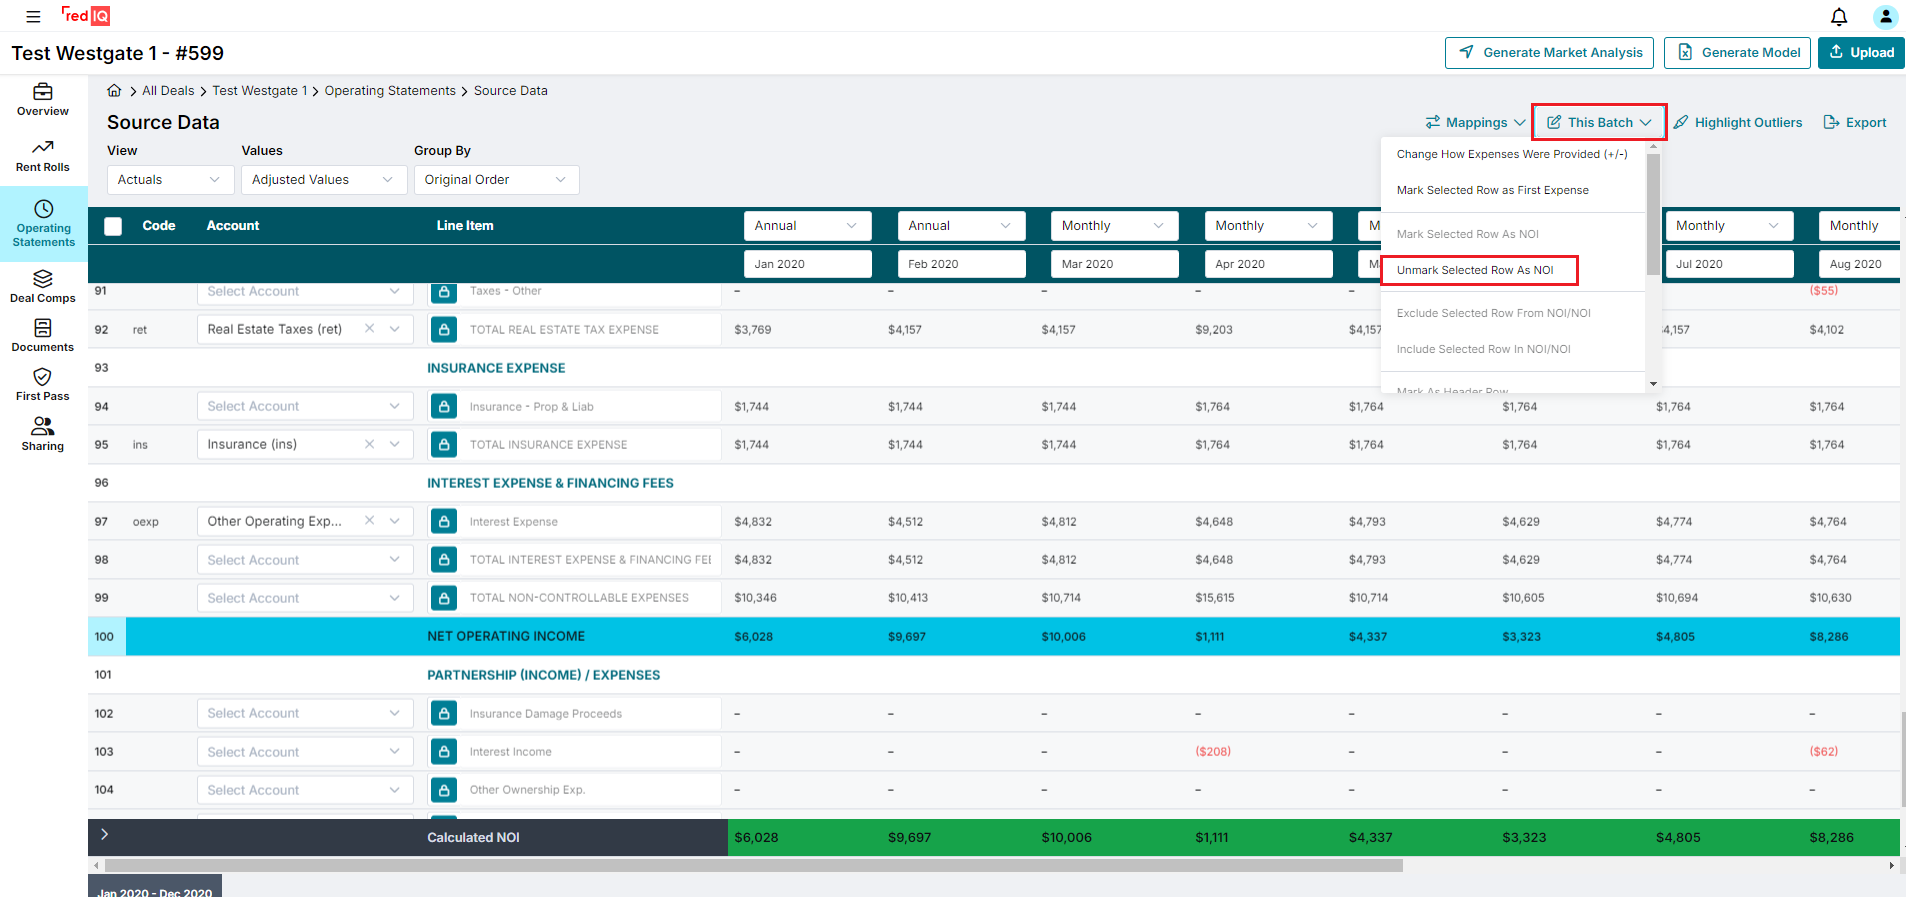 red IQ
Test Westgate 1 - #599
Generate Market Analysis
Generate Model
Upload
Overview
Rent Rolls
Operating
Statements
Deal Comps
Documents
First Pass
Sharing
All Deals > Test Westgate 1 > Operating Statements > Source Data
Source Data
Mappings
This Batch
Highlight Outliers
Export
View Values Group By
Actuals Adjusted Values Original Order
Change How Expenses Were Provided (+/-)
Mark Selected Row as First Expense
Mark Selected Row As NOI
Unmark Selected Row As NOI
Exclude Selected Row From NOI/NOI
Include Selected Row In NOI/NOI
Mark As Header Row
Code Account Line Item Annual Annual Monthly Monthly M Monthly Monthly
Jan 2020 Feb 2020 Mar 2020 Apr 2020 Jul 2020 Aug 2020
91 Select Account Taxes - Other – – – – – ($55)
92 ret Real Estate Taxes (ret) TOTAL REAL ESTATE TAX EXPENSE $3,769 $4,157 $4,157 $9,203 $4,157 4,157 $4,102
93 INSURANCE EXPENSE
94 Select Account Insurance - Prop & Liab $1,744 $1,744 $1,744 $1,764 $1,764 $1,764 $1,764 $1,764
95 ins Insurance (ins) TOTAL INSURANCE EXPENSE $1,744 $1,744 $1,744 $1,764 $1,764 $1,764 $1,764 $1,764
96 INTEREST EXPENSE & FINANCING FEES
97 oexp Other Operating Exp... Interest Expense $4,832 $4,512 $4,812 $4,648 $4,793 $4,629 $4,774 $4,764
98 Select Account TOTAL INTEREST EXPENSE & FINANCING FEE $4,832 $4,512 $4,812 $4,648 $4,793 $4,629 $4,774 $4,764
99 Select Account TOTAL NON-CONTROLLABLE EXPENSES $10,346 $10,413 $10,714 $15,615 $10,714 $10,605 $10,694 $10,630
100 NET OPERATING INCOME $6,028 $9,697 $10,006 $1,111 $4,337 $3,323 $4,805 $8,286
101 PARTNERSHIP (INCOME) / EXPENSES
102 Select Account Insurance Damage Proceeds – – – – – – – –
103 Select Account Interest Income – – – ($208) – – – ($62)
104 Select Account Other Ownership Exp. – – – – – – – –
Calculated NOI $6,028 $9,697 $10,006 $1,111 $4,337 $3,323 $4,805 $8,286
Jan 2020 - Dec 2020